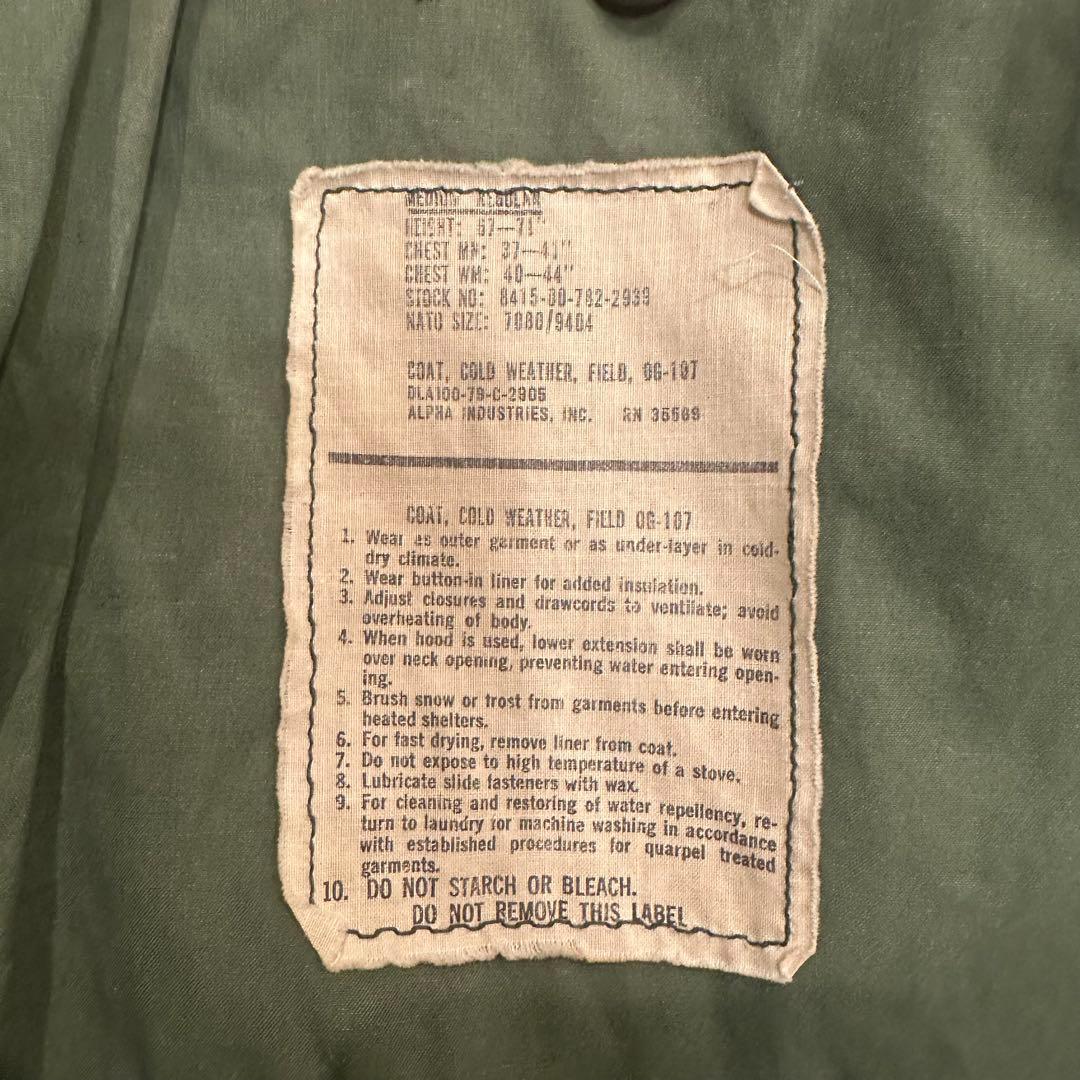 MEDIUM REGULAR
HEIGHT: 67—71"
CHEST MN: 37—41"
CHEST WM: 40—44"
STOCK NO: 8415-00-782-2939
NATO SIZE: 7080/9404
COAT, COLD WEATHER, FIELD, OG-107
DLA100-79-C-2905
ALPHA INDUSTRIES, INC. RN 35569
COAT, COLD WEATHER, FIELD OG-107
1. Wear as outer garment or as under-layer in cold-
dry climate.
2. Wear button-in liner for added insulation.
3. Adjust closures and drawcords to ventilate; avoid
overheating of body.
4. When hood is used, lower extension shall be worn
over neck opening, preventing water entering open-
ing.
5. Brush snow or frost from garments before entering
heated shelters.
6. For fast drying, remove liner from coat.
7. Do not expose to high temperature of a stove.
8. Lubricate slide fasteners with wax.
9. For cleaning and restoring of water repellency, re-
turn to laundry for machine washing in accordance
with established procedures for quarpel treated
garments.
10. DO NOT STARCH OR BLEACH.
DO NOT REMOVE THIS LABEL